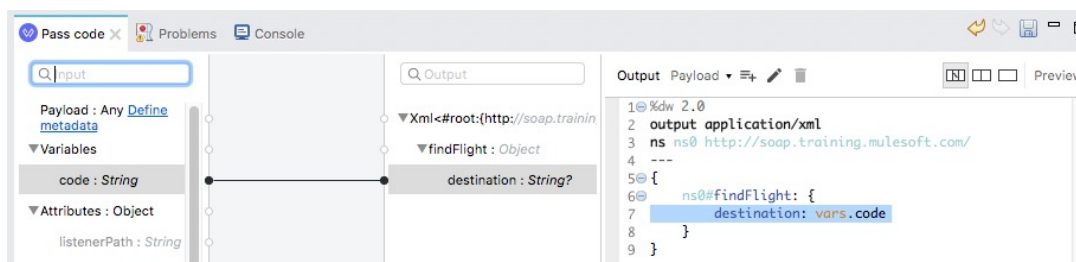 Pass code
Problems
Console
Input
Output
Output Payload
Preview
Payload : Any Define
metadata
Variables
code : String
Attributes : Object
listenerPath : String
Xml<#root:{http://soap.trainin
findFlight : Object
destination : String?
1 %dw 2.0
2 output application/xml
3 ns ns0 http://soap.training.mulesoft.com/
4 ---
5 {
6 ns0#findFlight: {
7 destination: vars.code
8 }
9 }